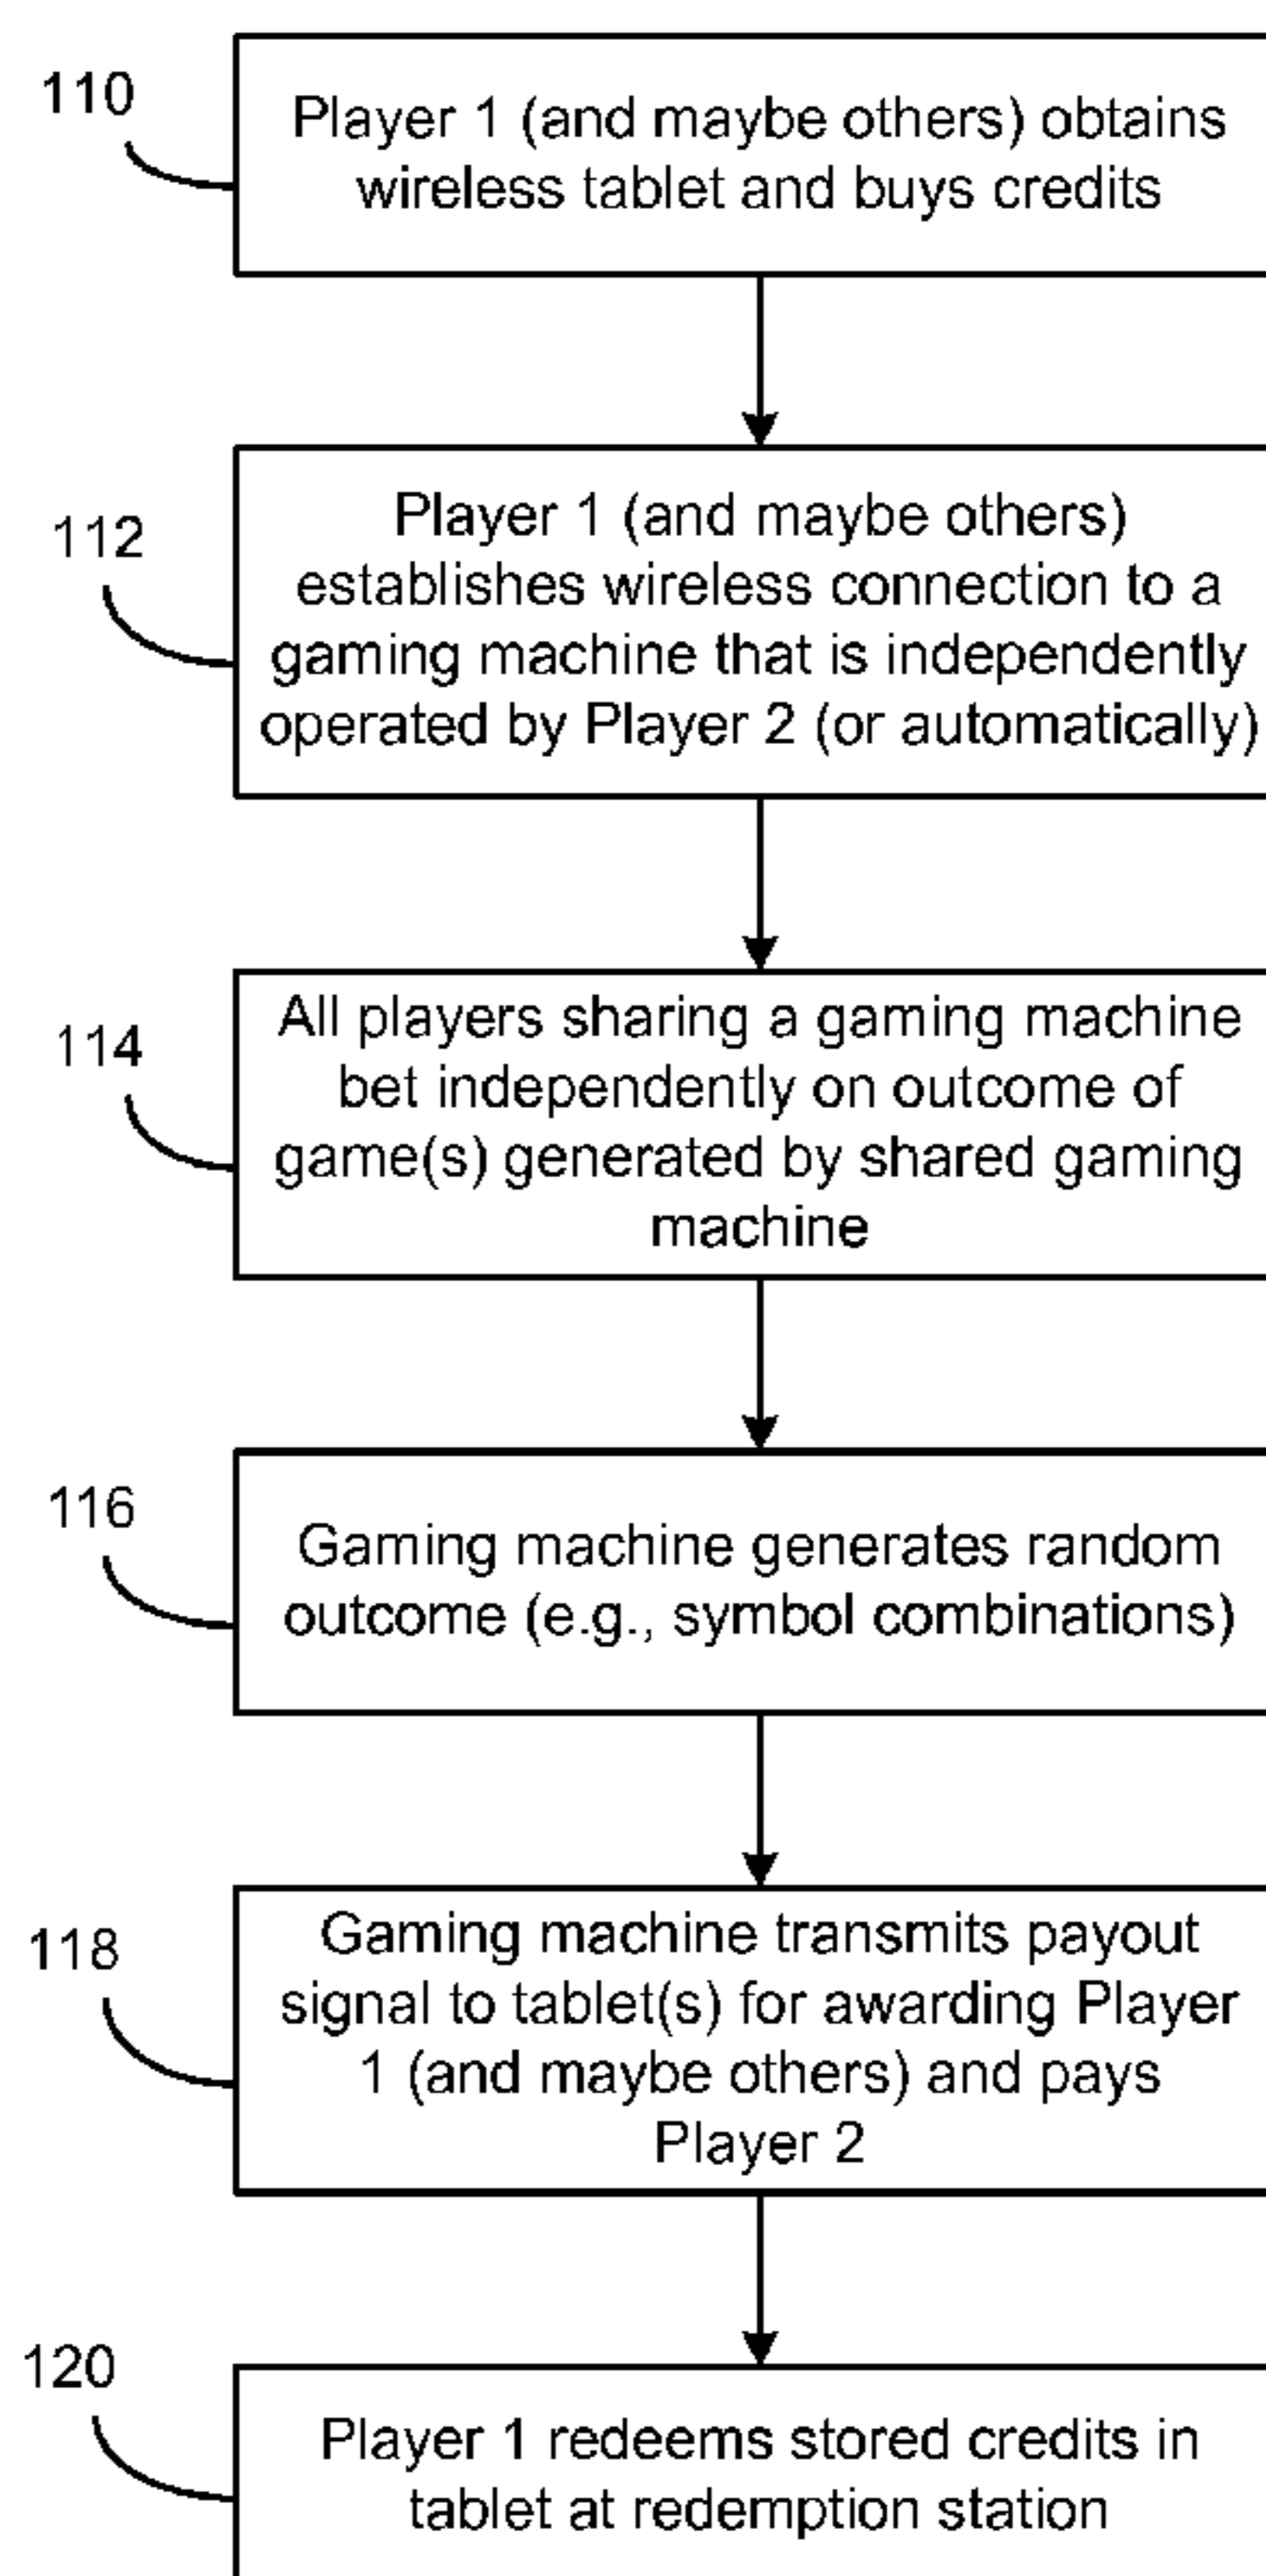 110
Player 1 (and maybe others) obtains
wireless tablet and buys credits
112
Player 1 (and maybe others)
establishes wireless connection to a
gaming machine that is independently
operated by Player 2 (or automatically)
114
All players sharing a gaming machine
bet independently on outcome of
game(s) generated by shared gaming
machine
116
Gaming machine generates random
outcome (e.g., symbol combinations)
118
Gaming machine transmits payout
signal to tablet(s) for awarding Player
1 (and maybe others) and pays
Player 2
120
Player 1 redeems stored credits in
tablet at redemption station